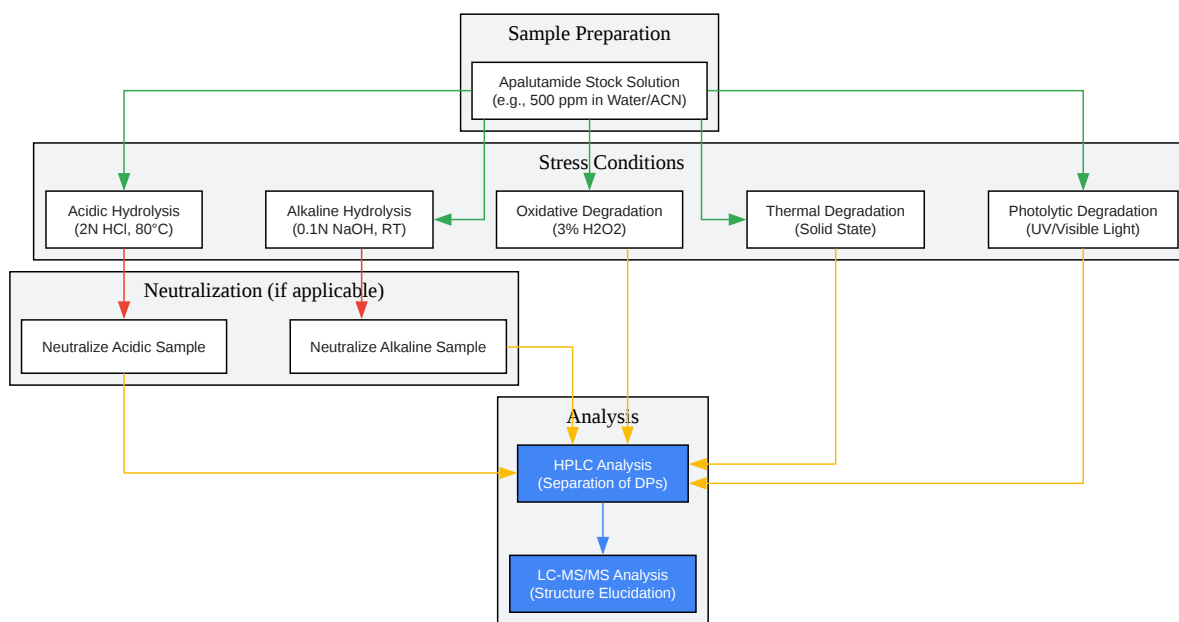 Sample Preparation
Apalutamide Stock Solution
(e.g., 500 ppm in Water/ACN)
Stress Conditions
Acidic Hydrolysis
(2N HCl, 80°C)
Alkaline Hydrolysis
(0.1N NaOH, RT)
Oxidative Degradation
(3% H2O2)
Thermal Degradation
(Solid State)
Photolytic Degradation
(UV/Visible Light)
Neutralization (if applicable)
Neutralize Acidic Sample
Neutralize Alkaline Sample
Analysis
HPLC Analysis
(Separation of DPs)
LC-MS/MS Analysis
(Structure Elucidation)